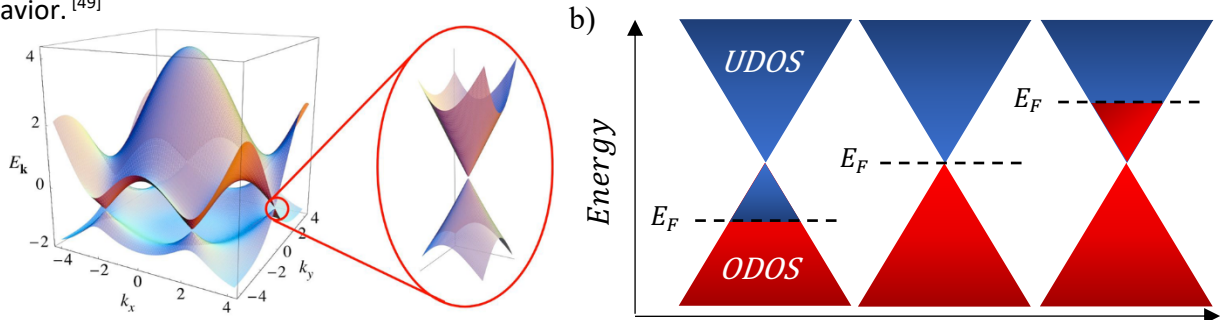 avior. [49]
b)
4
2
E_k
0
−2
−4
−2
0
k_x
2
4
−4
−2
0
k_y
2
4
Energy
UDOS
ODOS
E_F
E_F
E_F